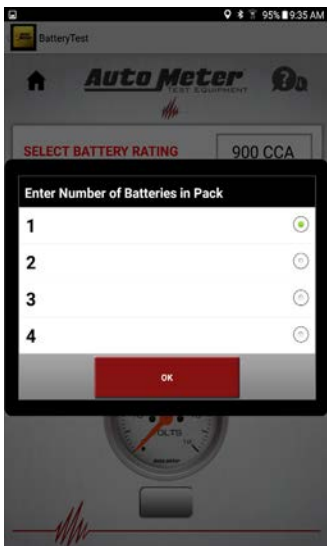 95% 9:35 AM
BatteryTest
Auto Meter
TEST EQUIPMENT
SELECT BATTERY RATING
900 CCA
Enter Number of Batteries in Pack
1
2
3
4
OK
VOLTS